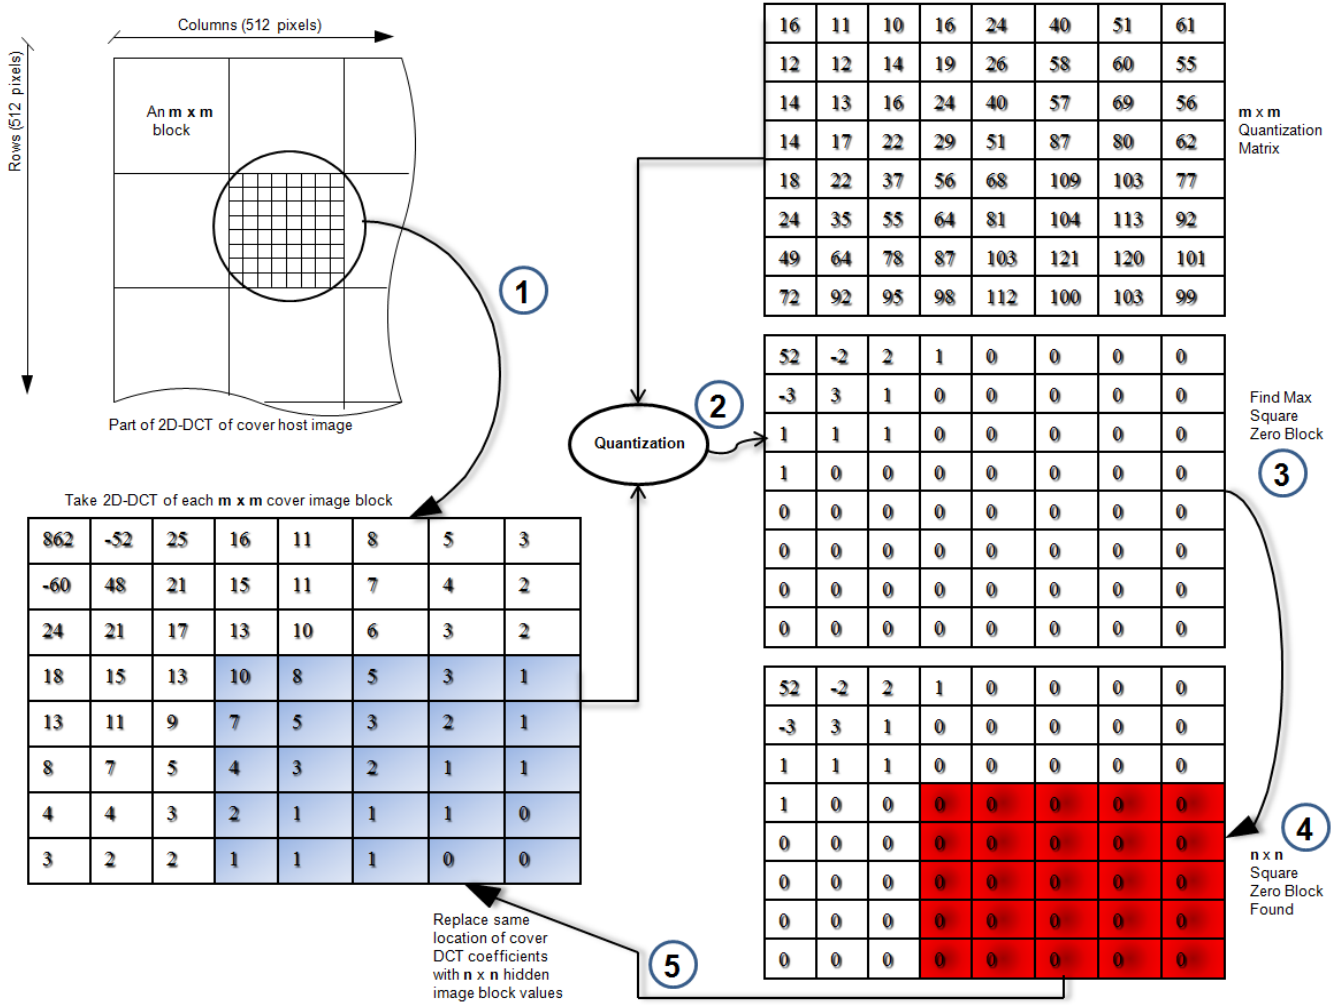 Columns (512 pixels)
Rows (512 pixels)
An m x m
block
Part of 2D-DCT of cover host image
1
16 11 10 16 24 40 51 61
12 12 14 19 26 58 60 55
14 13 16 24 40 57 69 56
14 17 22 29 51 87 80 62
18 22 37 56 68 109 103 77
24 35 55 64 81 104 113 92
49 64 78 87 103 121 120 101
72 92 95 98 112 100 103 99
m x m
Quantization
Matrix
Take 2D-DCT of each m x m cover image block
862 -52 25 16 11 8 5 3
-60 48 21 15 11 7 4 2
24 21 17 13 10 6 3 2
18 15 13 10 8 5 3 1
13 11 9 7 5 3 2 1
8 7 5 4 3 2 1 1
4 4 3 2 1 1 1 0
3 2 2 1 1 1 0 0
Quantization
2
52 -2 2 1 0 0 0 0
-3 3 1 0 0 0 0 0
1 1 1 0 0 0 0 0
1 0 0 0 0 0 0 0
0 0 0 0 0 0 0 0
0 0 0 0 0 0 0 0
0 0 0 0 0 0 0 0
0 0 0 0 0 0 0 0
Find Max
Square
Zero Block
3
52 -2 2 1 0 0 0 0
-3 3 1 0 0 0 0 0
1 1 1 0 0 0 0 0
1 0 0 0 0 0 0 0
0 0 0 0 0 0 0 0
0 0 0 0 0 0 0 0
0 0 0 0 0 0 0 0
0 0 0 0 0 0 0 0
4
n x n
Square
Zero Block
Found
Replace same
location of cover
DCT coefficients
with n x n hidden
image block values
5